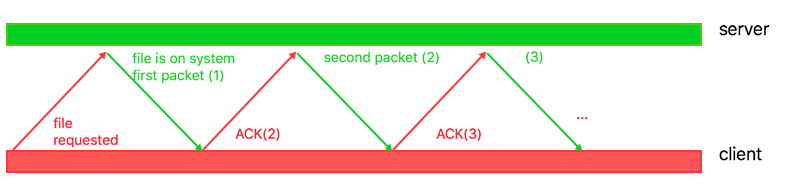 server
file is on system
first packet (1)
second packet (2)
(3)
file
requested
ACK(2)
ACK(3)
...
client